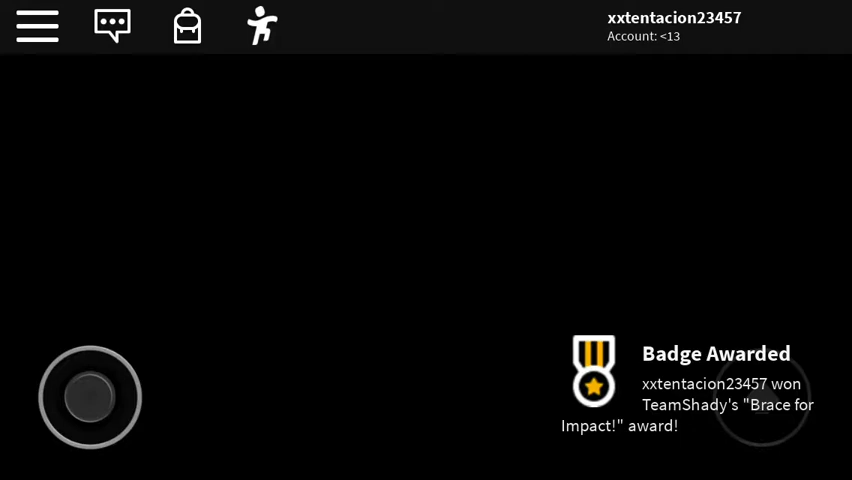 xxtentacion23457
Account: <13
Badge Awarded
xxtentacion23457 won
TeamShady's "Brace for
Impact!" award!